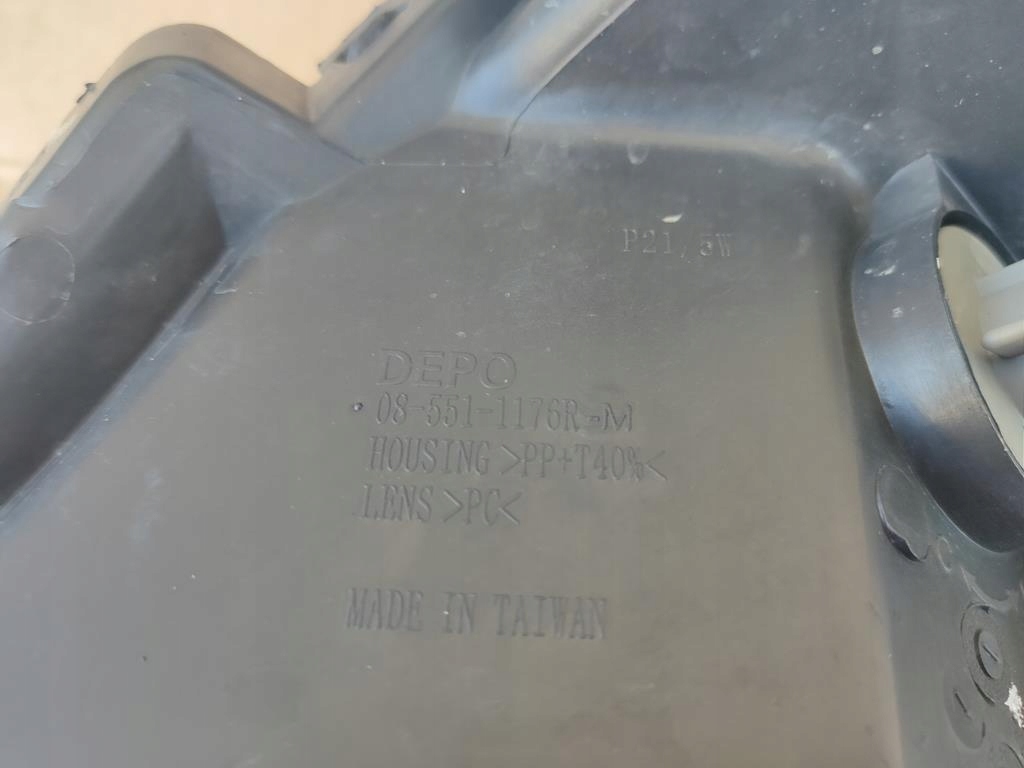 P21/5W
DEPO
08-551-1176R-M
HOUSING >PP+T40%<
LENS >PC<
MADE IN TAIWAN